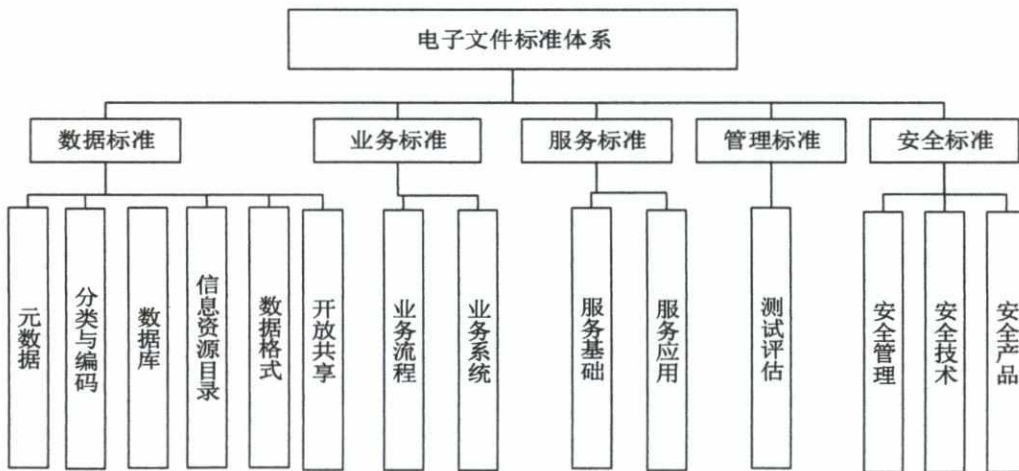 电子文件标准体系
数据标准
业务标准
服务标准
管理标准
安全标准
元数据
分类与编码
数据库
信息资源目录
数据格式
开放共享
业务流程
业务系统
服务基础
服务应用
测试评估
安全管理
安全技术
安全产品